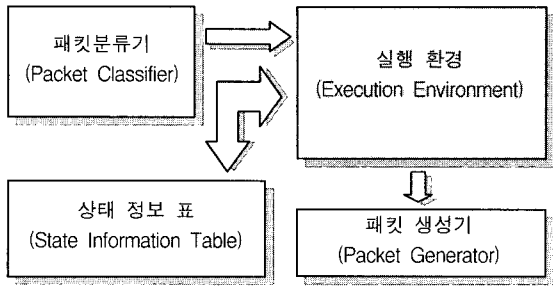 패킷분류기
(Packet Classifier)
실행 환경
(Execution Environment)
상태 정보 표
(State Information Table)
패킷 생성기
(Packet Generator)